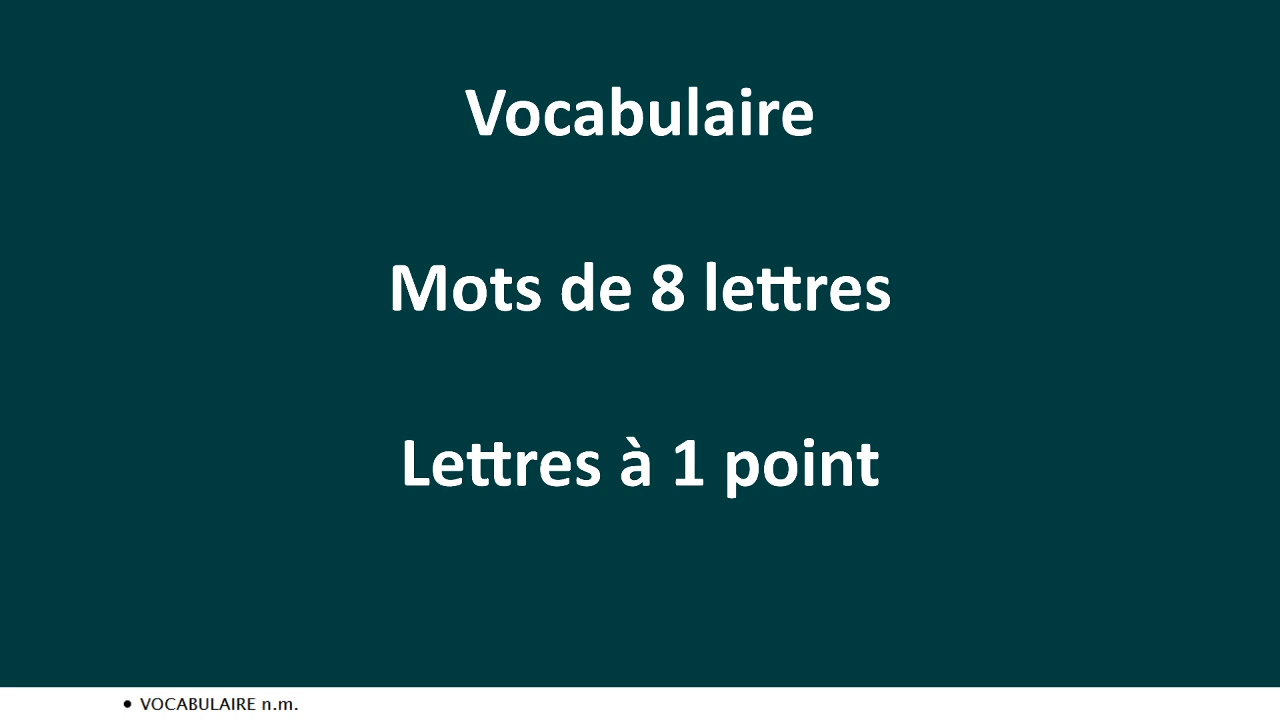 Vocabulaire
Mots de 8 lettres
Lettres à 1 point
• VOCABULAIRE n.m.